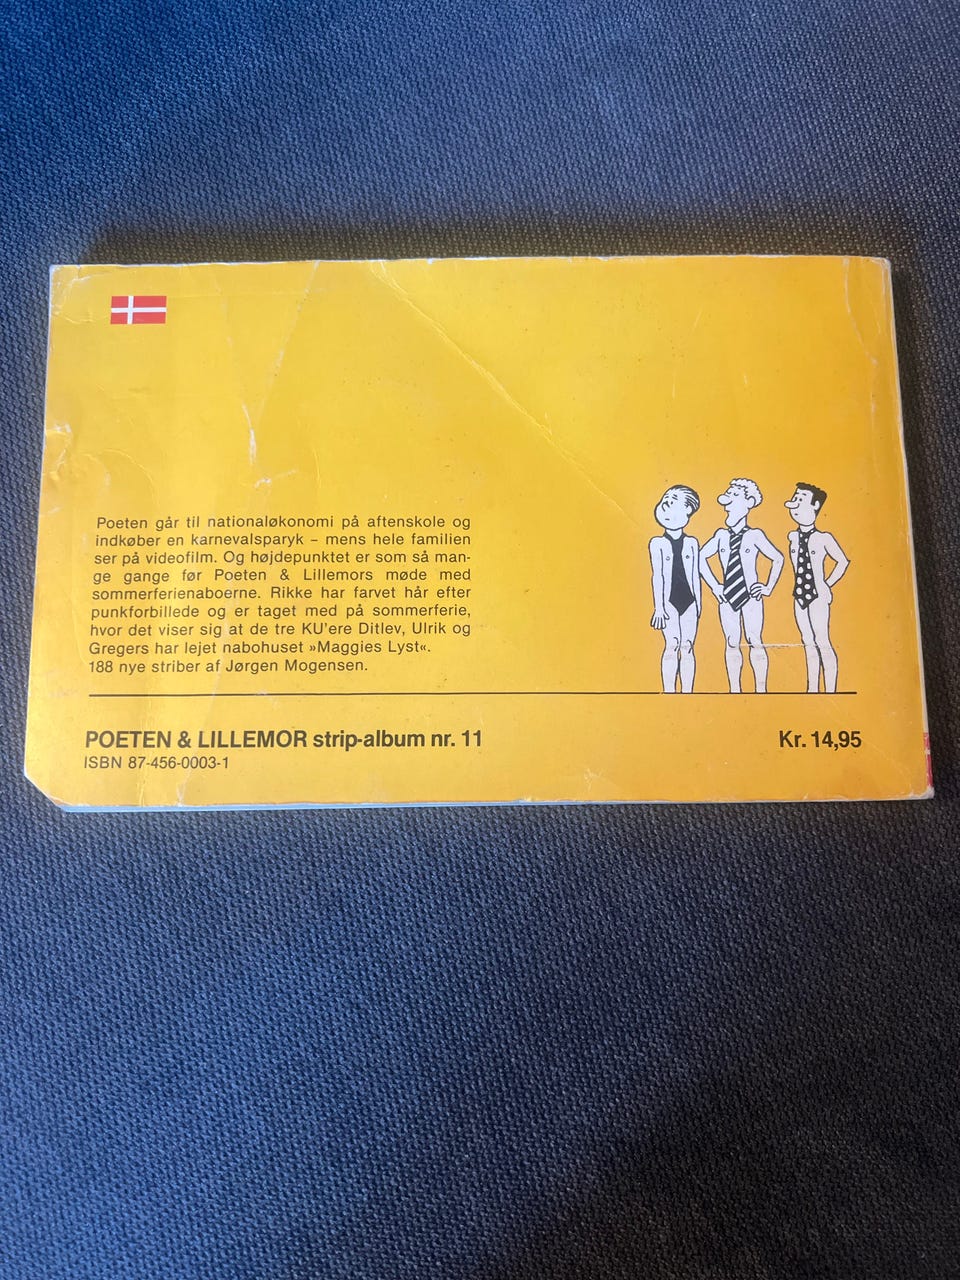 Poeten går til nationaløkonomi på aftenskole og
indkøber en karnevalsparyk – mens hele familien
ser på videofilm. Og højdepunktet er som så man-
ge gange før Poeten & Lillemors møde med
sommerferienaboerne. Rikke har farvet hår efter
punkforbillede og er taget med på sommerferie,
hvor det viser sig at de tre KU'ere Ditlev, Ulrik og
Gregers har lejet nabohuset »Maggies Lyst«.
188 nye striber af Jørgen Mogensen.
POETEN & LILLEMOR strip-album nr. 11
Kr. 14,95
ISBN 87-456-0003-1